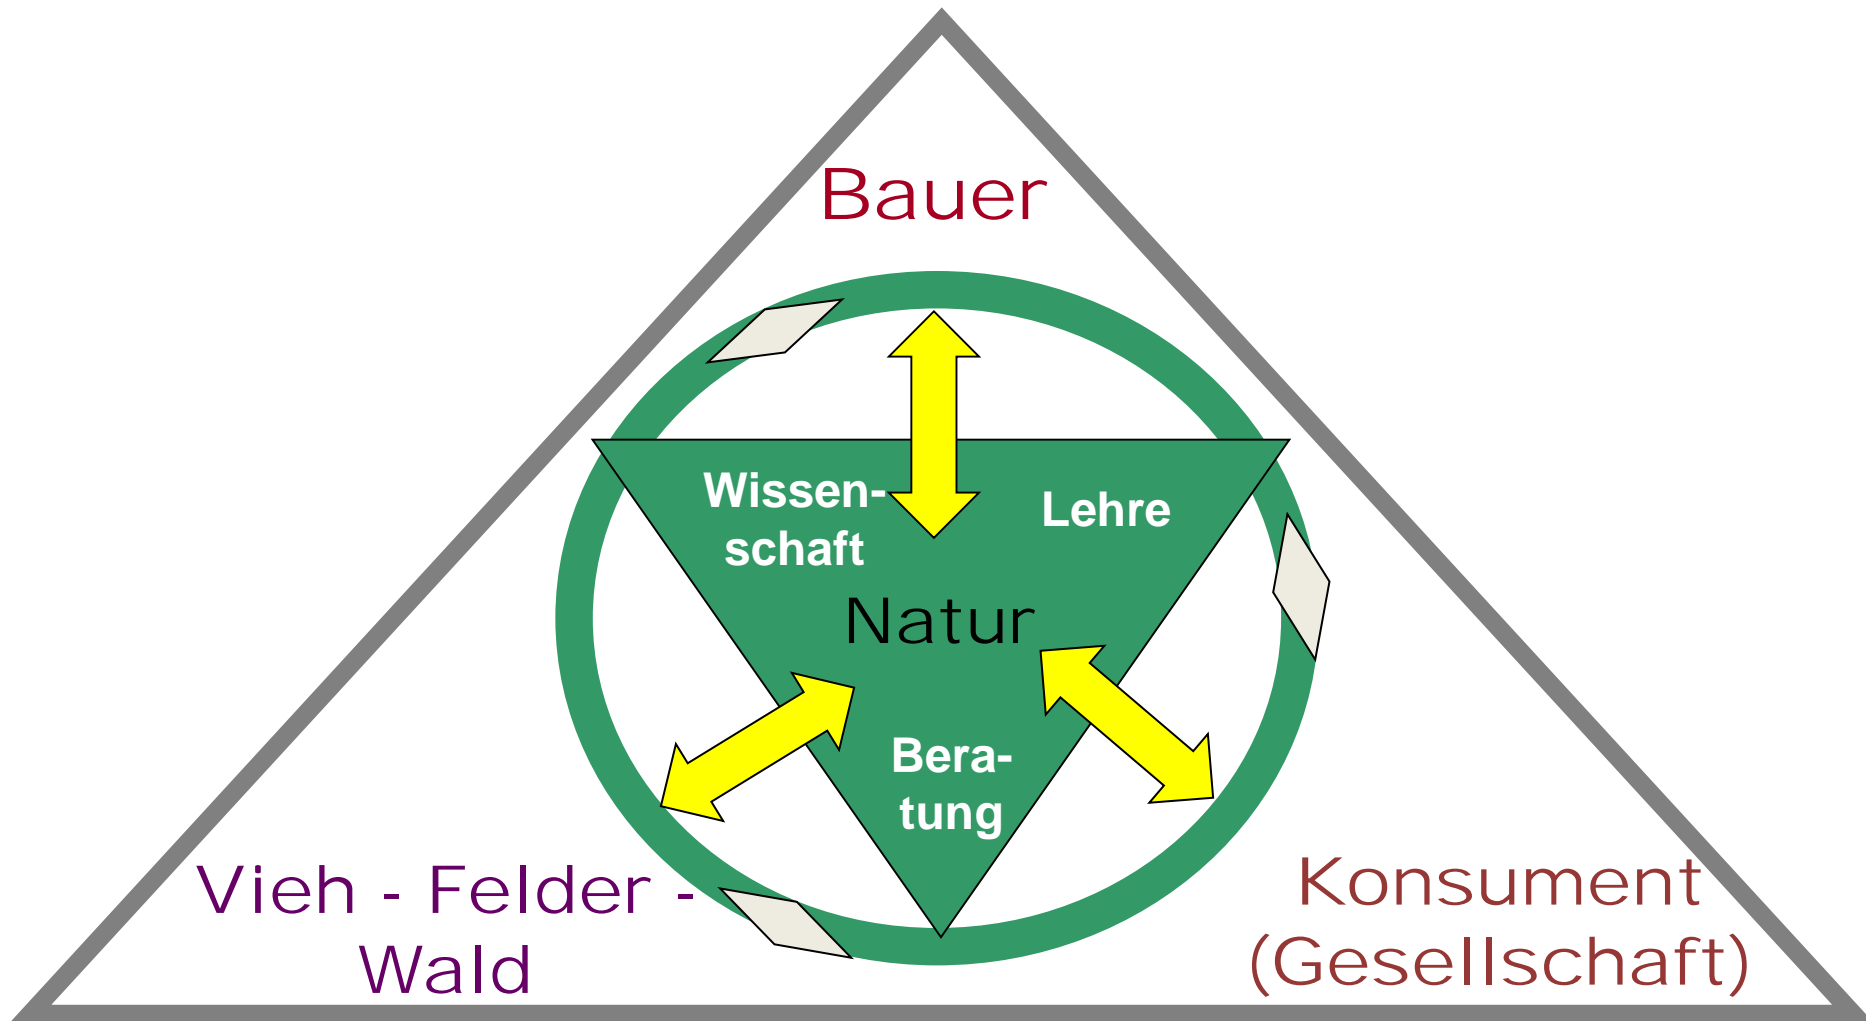 Bauer
Wissen-
schaft
Lehre
Natur
Bera-
tung
Vieh - Felder -
Wald
Konsument
(Gesellschaft)